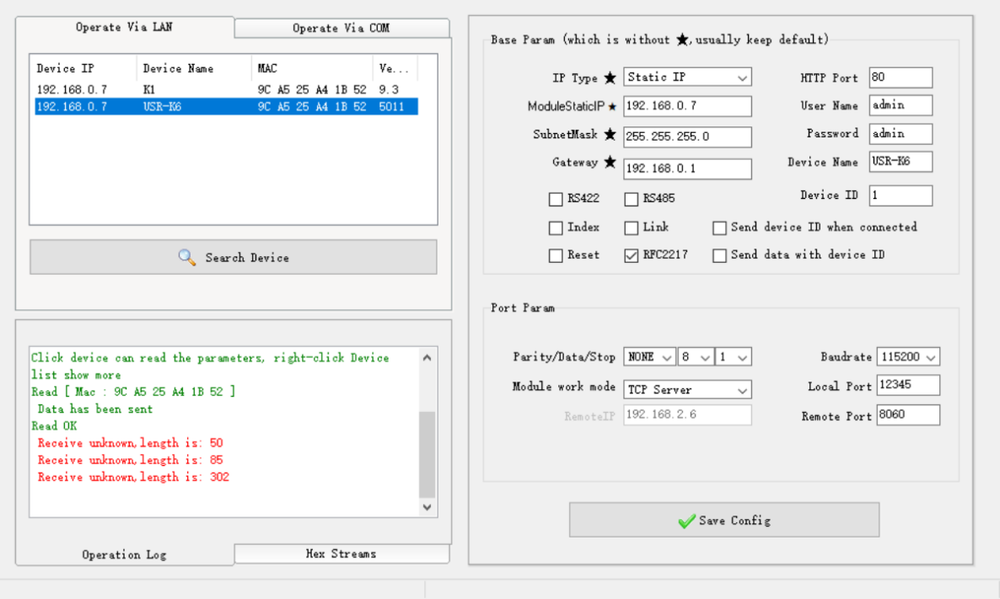 Operate Via LAN
Operate Via COM
Device IP Device Name MAC Ve...
192.168.0.7 K1 9C A5 25 A4 1B 52 9.3
192.168.0.7 USR-K6 9C A5 25 A4 1B 52 5011
Search Device
Click device can read the parameters, right-click Device
list show more
Read [ Mac : 9C A5 25 A4 1B 52 ]
Data has been sent
Read OK
Receive unknown,length is: 50
Receive unknown,length is: 85
Receive unknown,length is: 302
Operation Log
Hex Streams
Base Param (which is without ★,usually keep default)
IP Type ★ Static IP HTTP Port 80
ModuleStaticIP ★ 192.168.0.7 User Name admin
SubnetMask ★ 255.255.255.0 Password admin
Gateway ★ 192.168.0.1 Device Name USR-K6
RS422 RS485 Device ID 1
Index Link Send device ID when connected
Reset RFC2217 Send data with device ID
Port Param
Parity/Data/Stop NONE 8 1 Baudrate 115200
Module work mode TCP Server Local Port 12345
RemoteIP 192.168.2.6 Remote Port 8060
Save Config